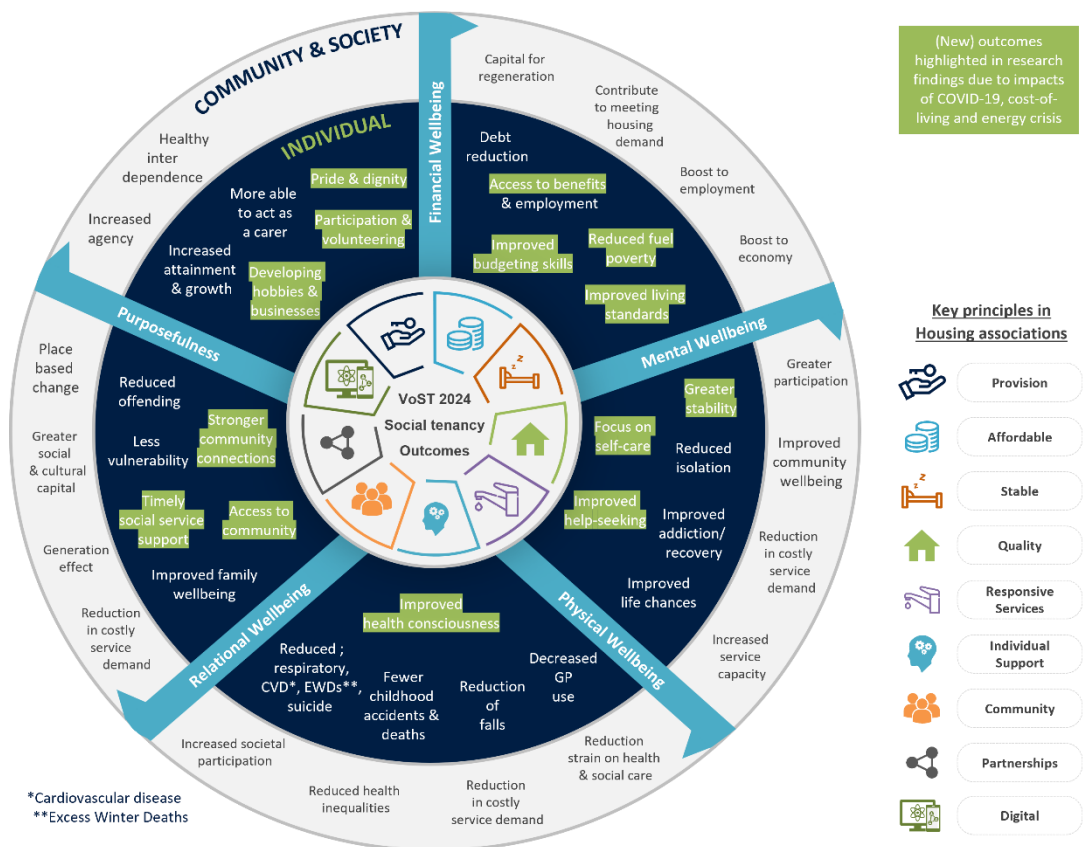 COMMUNITY & SOCIETY
INDIVIDUAL
Financial Wellbeing
Capital for
regeneration
Contribute
to meeting
housing
demand
Boost to
employment
Boost to
economy
Debt
reduction
Access to benefits
& employment
Improved
budgeting skills
Reduced fuel
poverty
Improved living
standards
Mental Wellbeing
Greater
participation
Improved
community
wellbeing
Reduction
in costly
service
demand
Increased
service
capacity
Greater
stability
Focus on
self-care
Reduced
isolation
Improved
help-seeking
Improved
addiction/
recovery
Improved
life chances
Physical Wellbeing
Improved
health consciousness
Reduced ;
respiratory,
CVD*, EWDs**,
suicide
Fewer
childhood
accidents &
deaths
Reduction
of
falls
Decreased
GP
use
Reduction
strain on health
& social care
Reduction
in costly
service demand
Reduced health
inequalities
Increased societal
participation
Relational Wellbeing
Reduced
offending
Less
vulnerability
Stronger
community
connections
Timely
social service
support
Access to
community
Improved family
wellbeing
Place
based
change
Greater
social
& cultural
capital
Generation
effect
Reduction
in costly
service
demand
Purposefulness
Increased
agency
Healthy
inter
dependence
More able
to act as
a carer
Increased
attainment
& growth
Pride & dignity
Participation &
volunteering
Developing
hobbies &
businesses
VoST 2024
Social tenancy
Outcomes
z
z
z
*Cardiovascular disease
**Excess Winter Deaths
(New) outcomes
highlighted in research
findings due to impacts
of COVID-19, cost-of-
living and energy crisis
Key principles in
Housing associations
Provision
Affordable
z
z
z
Stable
Quality
Responsive
Services
Individual
Support
Community
Partnerships
Digital